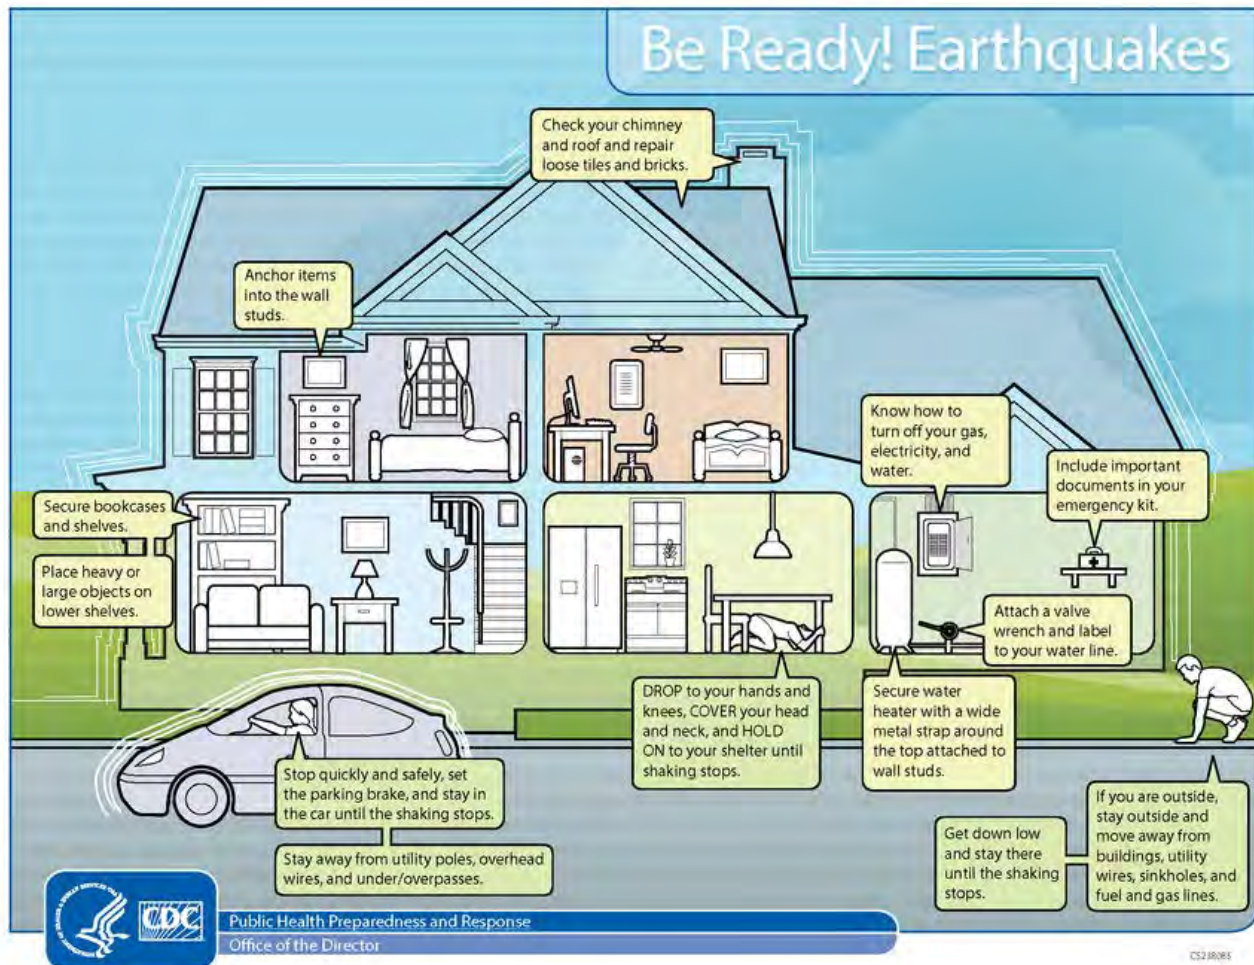 Be Ready! Earthquakes
Check your chimney
and roof and repair
loose tiles and bricks.
Anchor items
into the wall
studs.
Know how to
turn off your gas,
electricity, and
water.
Include important
documents in your
emergency kit.
Secure bookcases
and shelves.
Place heavy or
large objects on
lower shelves.
Attach a valve
wrench and label
to your water line.
DROP to your hands and
knees, COVER your head
and neck, and HOLD
ON to your shelter until
shaking stops.
Secure water
heater with a wide
metal strap around
the top attached to
wall studs.
Stop quickly and safely, set
the parking brake, and stay in
the car until the shaking stops.
Stay away from utility poles, overhead
wires, and under/overpasses.
Get down low
and stay there
until the shaking
stops.
If you are outside,
stay outside and
move away from
buildings, utility
wires, sinkholes, and
fuel and gas lines.
CDC
Public Health Preparedness and Response
Office of the Director